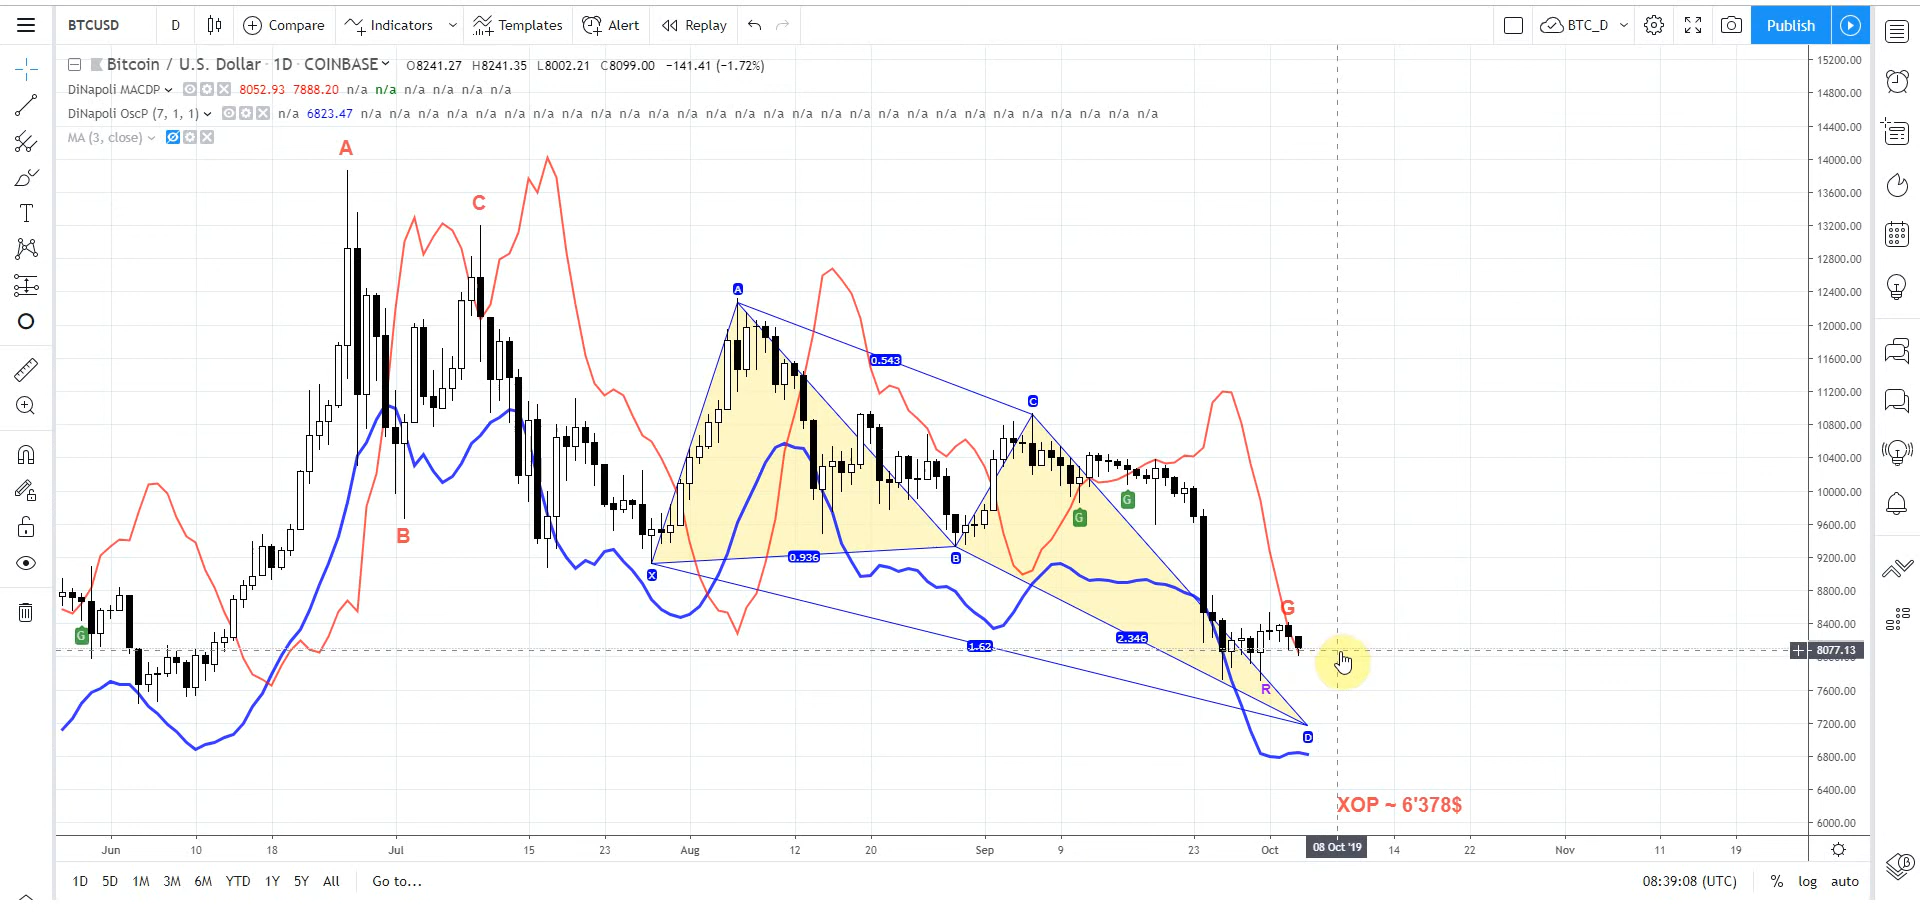 BTCUSD D Compare Indicators Templates Alert Replay BTC_D Publish
Bitcoin / U.S. Dollar · 1D · COINBASE O8241.27 H8241.35 L8002.21 C8099.00 −141.41 (−1.72%)
DiNapoli MACDP 8052.93 7888.20 n/a n/a n/a n/a n/a n/a
DiNapoli OscP (7, 1, 1) n/a 6823.47 n/a n/a n/a n/a n/a n/a n/a n/a n/a n/a n/a n/a n/a n/a n/a n/a n/a n/a n/a n/a n/a n/a n/a n/a n/a n/a n/a n/a
MA (3, close)
A
C
B
A
0.543
C
G
G
0.936
B
X
G
G
2.346
1.62
R
D
XOP ~ 6'378$
15200.00
14800.00
14400.00
14000.00
13600.00
13200.00
12800.00
12400.00
12000.00
11600.00
11200.00
10800.00
10400.00
10000.00
9600.00
9200.00
8800.00
8400.00
8077.13
7600.00
7200.00
6800.00
6400.00
6000.00
Jun 10 18 Jul 15 23 Aug 12 20 Sep 9 23 Oct 08 Oct '19 14 22 Nov 11 19
1D 5D 1M 3M 6M YTD 1Y 5Y All Go to... 08:39:08 (UTC) % log auto